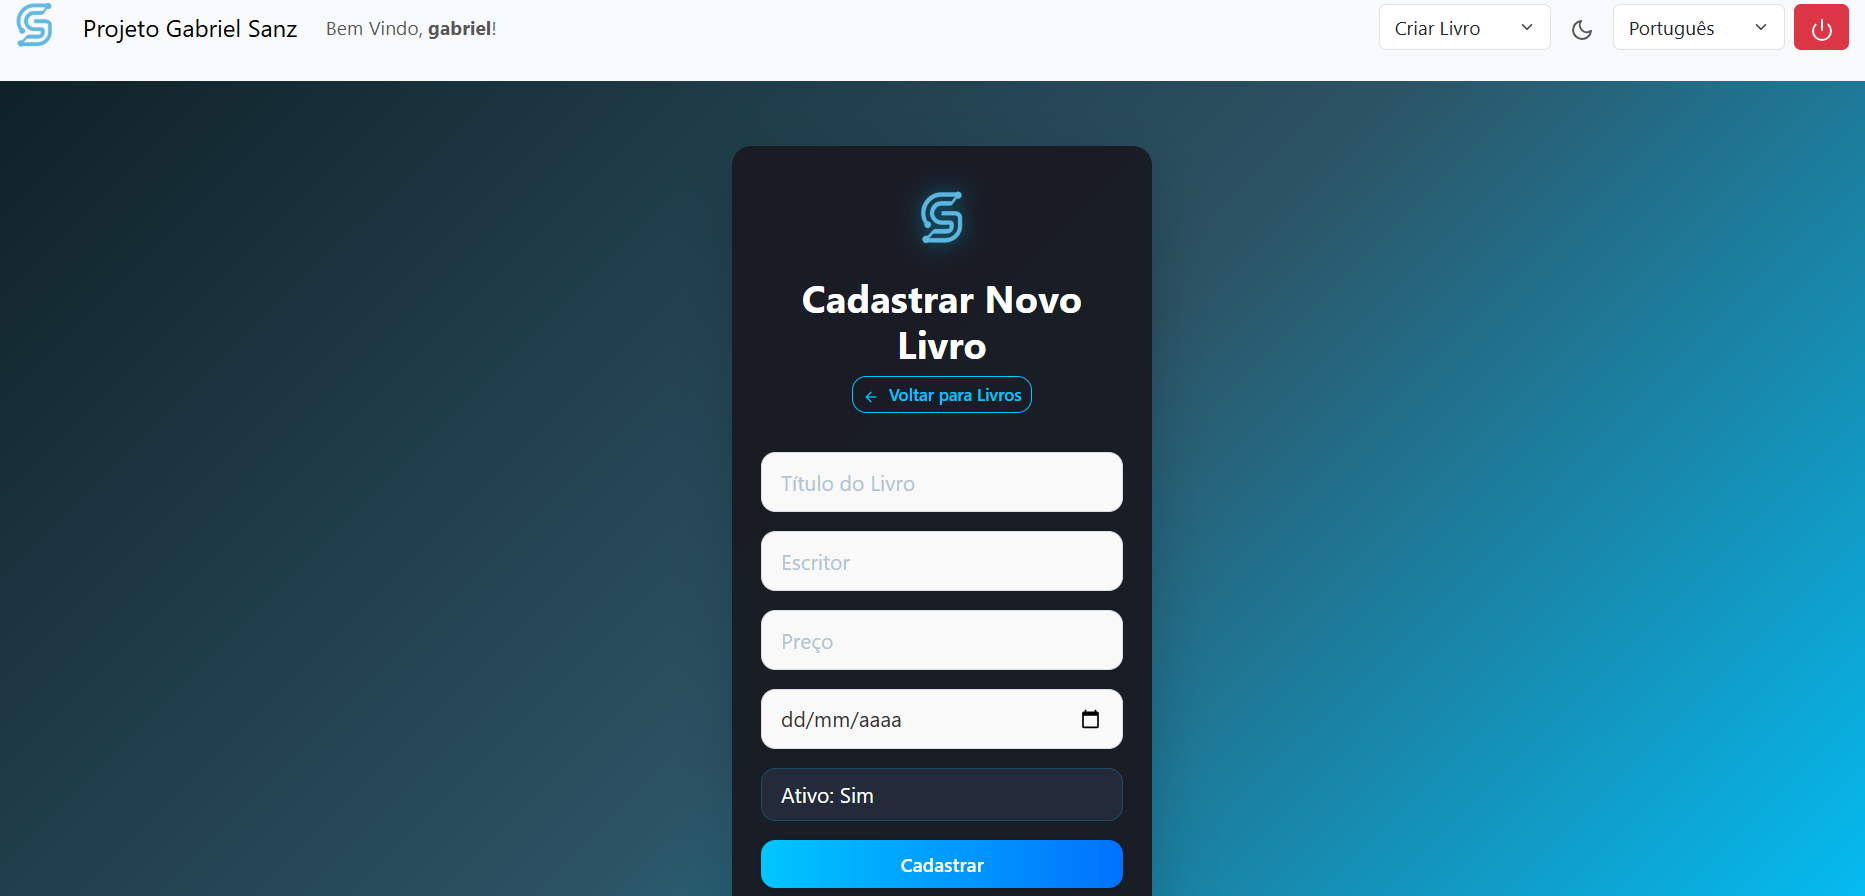 Projeto Gabriel Sanz
Bem Vindo, gabriel!
Criar Livro
Português
Cadastrar Novo
Livro
← Voltar para Livros
Título do Livro
Escritor
Preço
dd/mm/aaaa
Ativo: Sim
Cadastrar